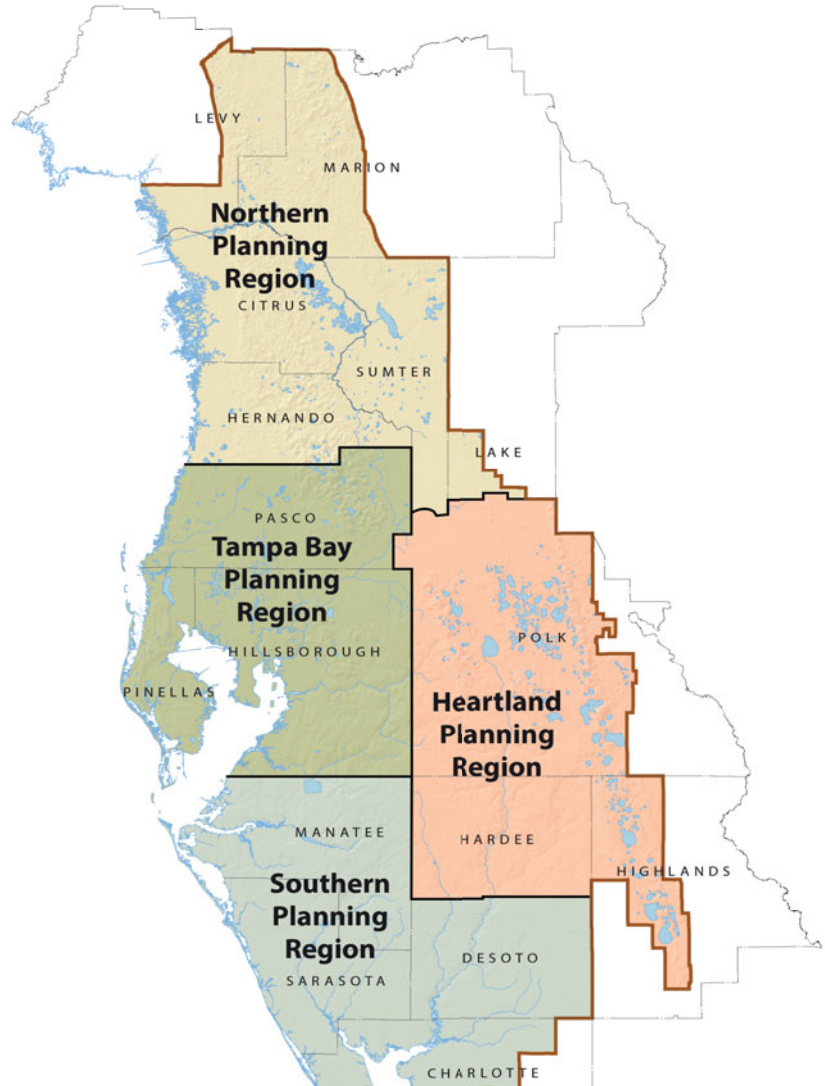 LEVY
MARION
Northern
Planning
Region
CITRUS
SUMTER
HERNANDO
LAKE
PASCO
Tampa Bay
Planning
Region
HILLSBOROUGH
PINELLAS
POLK
Heartland
Planning
Region
MANATEE
HARDEE
HIGHLANDS
Southern
Planning
Region
DESOTO
SARASOTA
CHARLOTTE